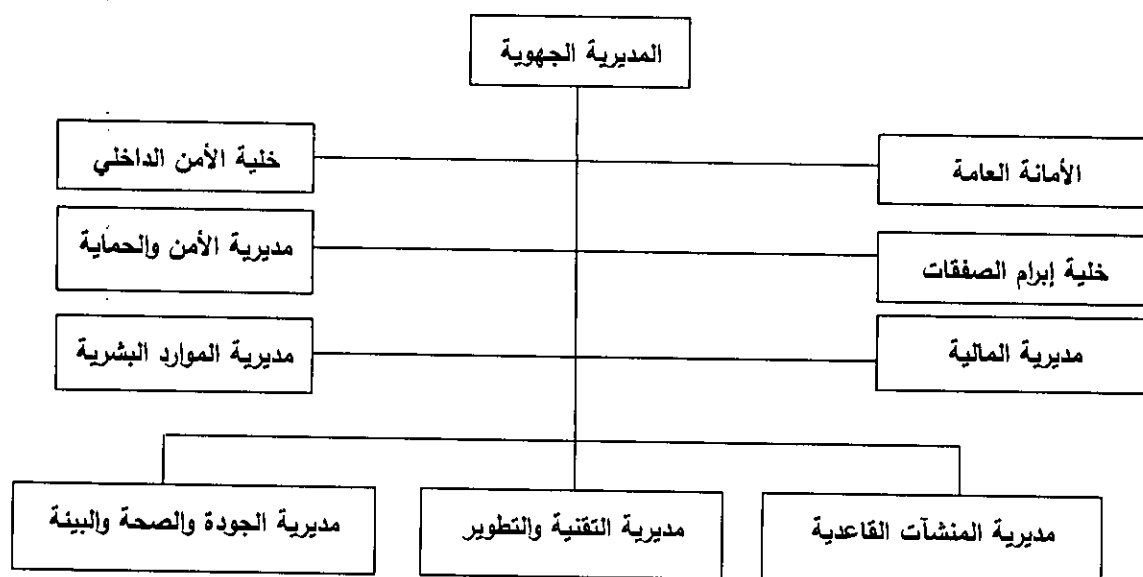 المديرية الجهوية
الأمانة العامة
خلية الأمن الداخلي
خلية إبرام الصفقات
مديرية الأمن والحماية
مديرية المالية
مديرية الموارد البشرية
مديرية المنشآت القاعدية
مديرية التقنية والتطوير
مديرية الجودة والصحة والبيئة